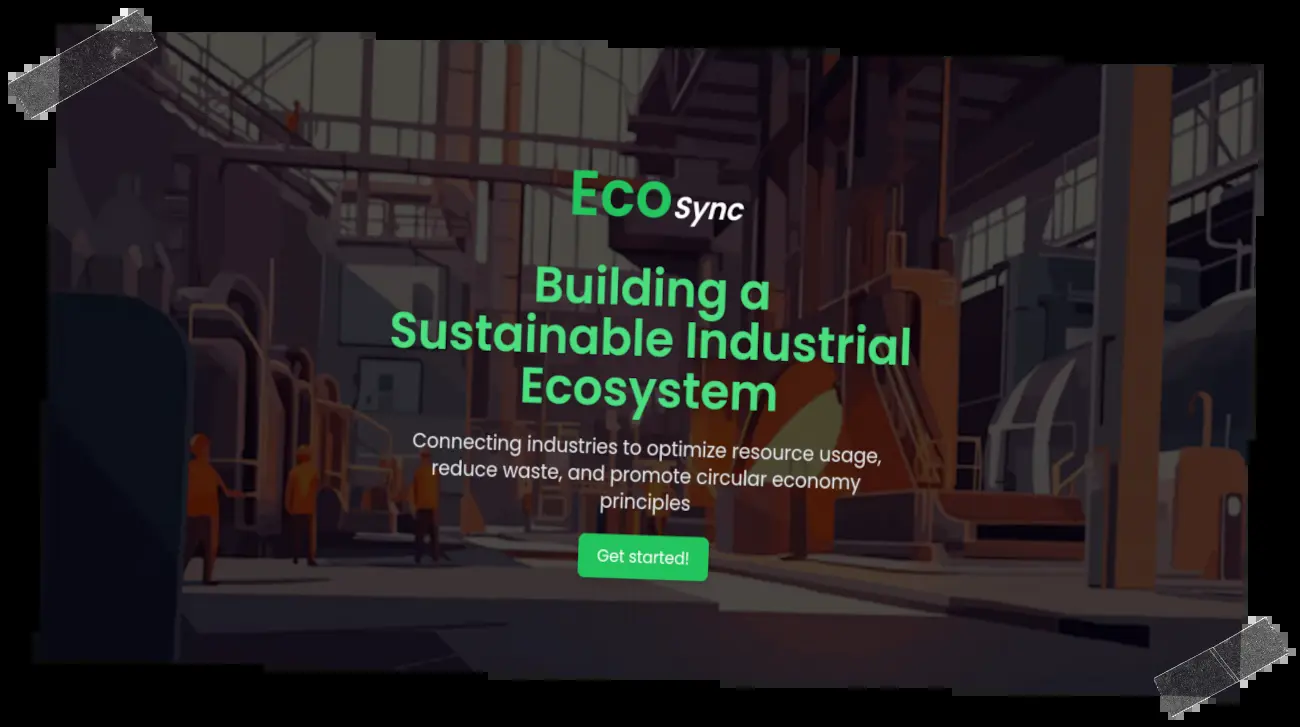 Eco Sync
Building a
Sustainable Industrial
Ecosystem
Connecting industries to optimize resource usage,
reduce waste, and promote circular economy
principles
Get started!